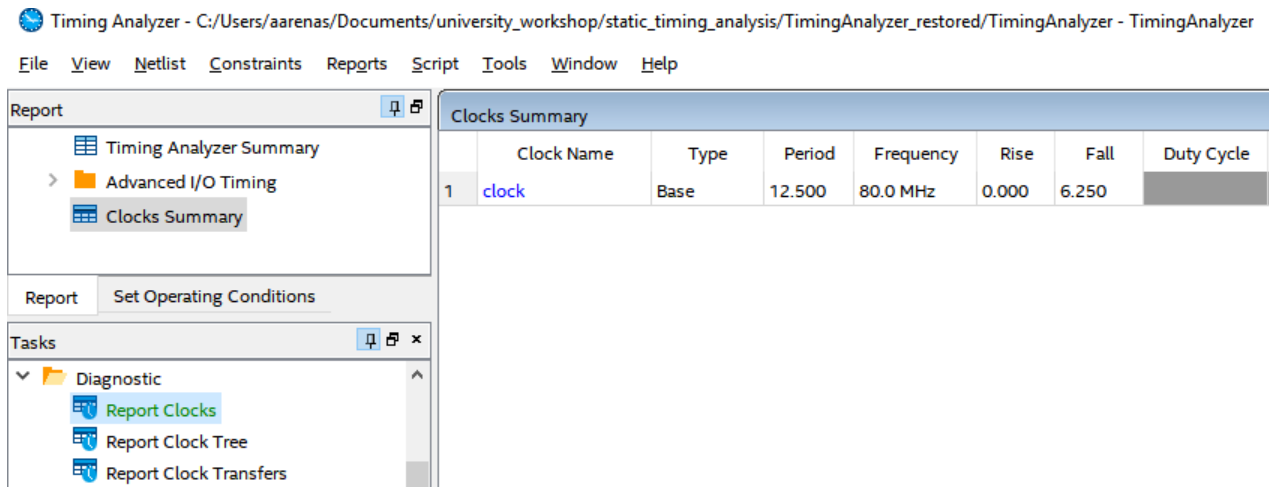 Timing Analyzer - C:/Users/aarenas/Documents/university_workshop/static_timing_analysis/TimingAnalyzer_restored/TimingAnalyzer - TimingAnalyzer
File View Netlist Constraints Reports Script Tools Window Help
Report
Timing Analyzer Summary
Advanced I/O Timing
Clocks Summary
Report Set Operating Conditions
Tasks
Diagnostic
Report Clocks
Report Clock Tree
Report Clock Transfers
Clocks Summary
Clock Name Type Period Frequency Rise Fall Duty Cycle
1 clock Base 12.500 80.0 MHz 0.000 6.250